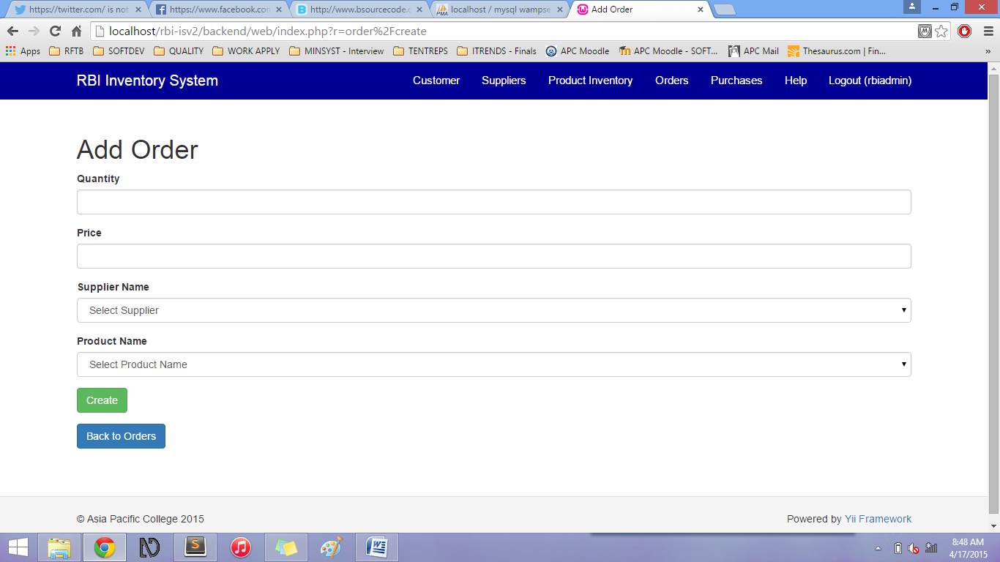 https://twitter.com/ is not
https://www.facebook.con
http://www.bsourcecode.c
localhost / mysql wampse
Add Order
localhost/rbi-isv2/backend/web/index.php?r=order%2Fcreate
Apps RFTB SOFTDEV QUALITY WORK APPLY MINSYST - Interview TENTREPS ITRENDS - Finals APC Moodle APC Moodle - SOFT... APC Mail Thesaurus.com | Fin... »
RBI Inventory System Customer Suppliers Product Inventory Orders Purchases Help Logout (rbiadmin)
Add Order
Quantity
Price
Supplier Name
Select Supplier
Product Name
Select Product Name
Create
Back to Orders
© Asia Pacific College 2015 Powered by Yii Framework
8:48 AM
4/17/2015